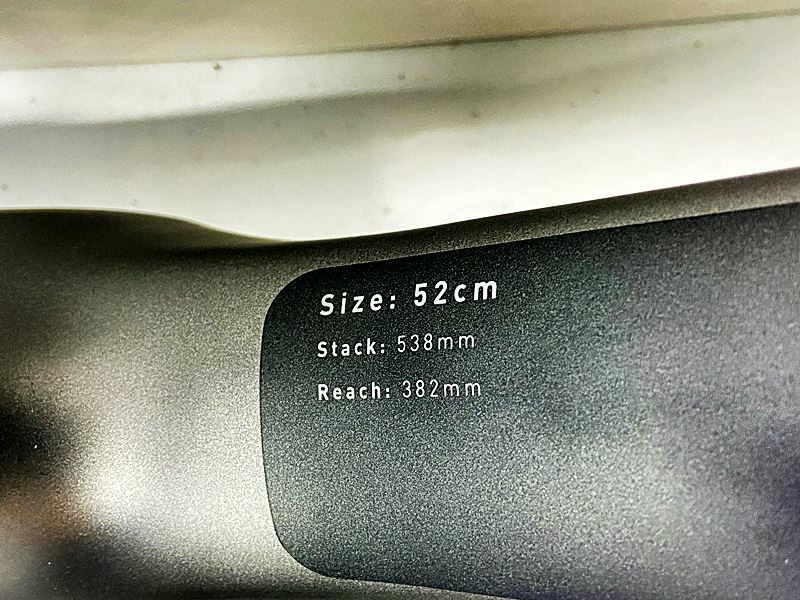 Size: 52cm
Stack: 538mm
Reach: 382mm